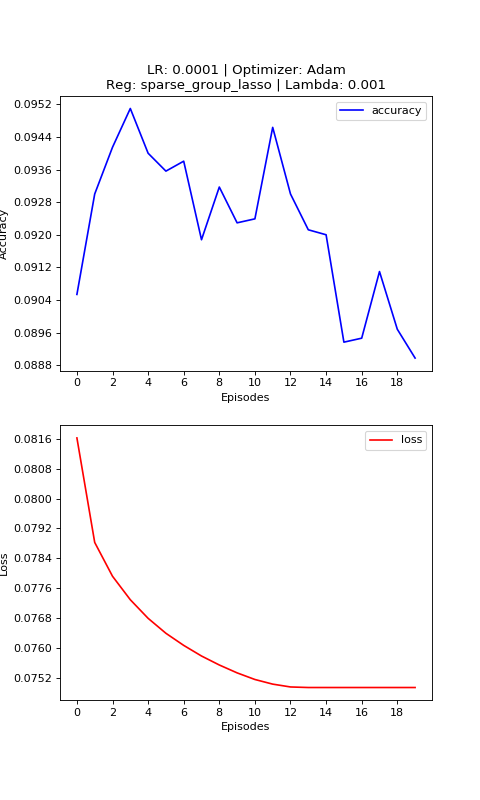 LR: 0.0001 | Optimizer: Adam
Reg: sparse_group_lasso | Lambda: 0.001
accuracy
0.0952
0.0944
0.0936
0.0928
0.0920
0.0912
0.0904
0.0896
0.0888
Accuracy
0 2 4 6 8 10 12 14 16 18
Episodes
loss
0.0816
0.0808
0.0800
0.0792
0.0784
0.0776
0.0768
0.0760
0.0752
Loss
0 2 4 6 8 10 12 14 16 18
Episodes